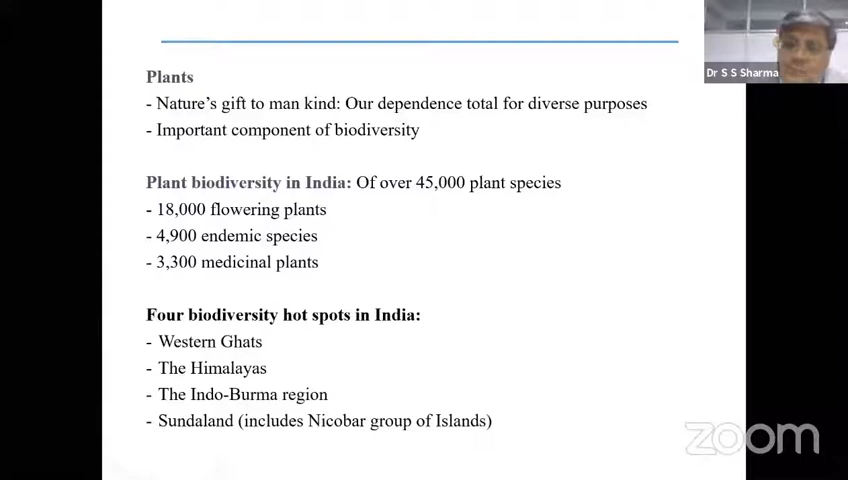 Dr S S Sharma
Plants
- Nature's gift to man kind: Our dependence total for diverse purposes
- Important component of biodiversity
Plant biodiversity in India: Of over 45,000 plant species
- 18,000 flowering plants
- 4,900 endemic species
- 3,300 medicinal plants
Four biodiversity hot spots in India:
- Western Ghats
- The Himalayas
- The Indo-Burma region
- Sundaland (includes Nicobar group of Islands)
zoom